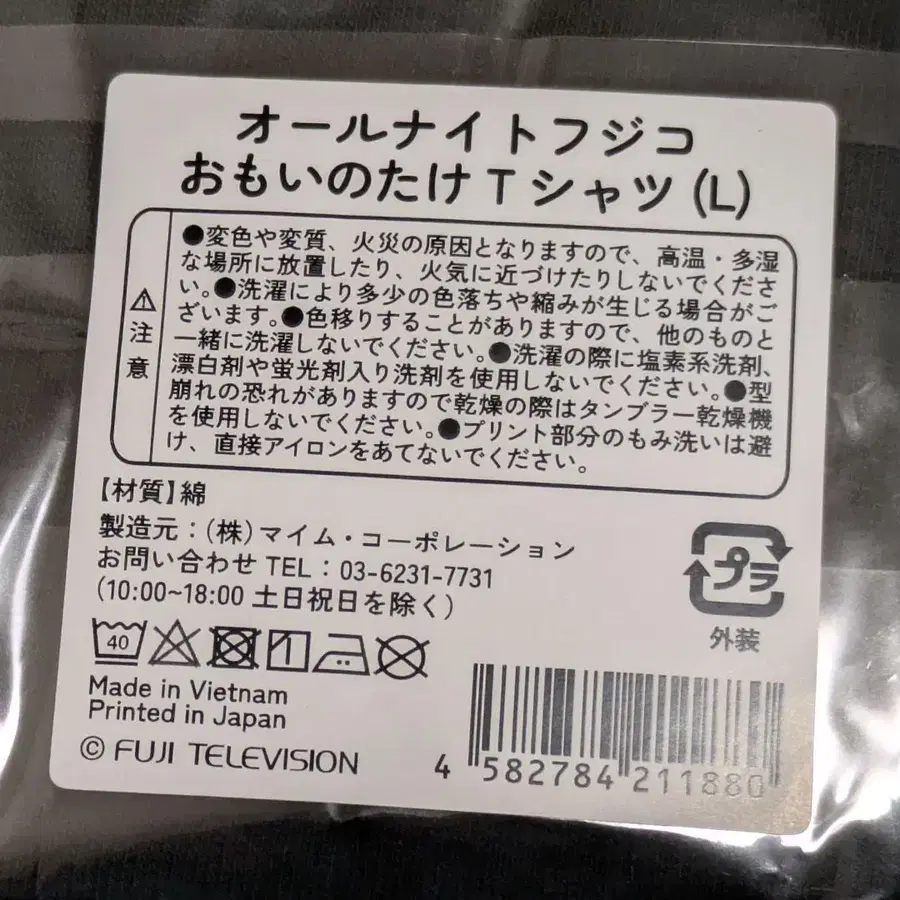 オールナイトフジコ
おもいのたけTシャツ(L)
⚠注意
●変色や変質、火災の原因となりますので、高温・多湿
な場所に放置したり、火気に近づけたりしないでくださ
い。●洗濯により多少の色落ちや縮みが生じる場合がご
ざいます。●色移りすることがありますので、他のものと
一緒に洗濯しないでください。●洗濯の際に塩素系洗剤、
漂白剤や蛍光剤入り洗剤を使用しないでください。●型
崩れの恐れがありますので乾燥の際はタンブラー乾燥機
を使用しないでください。●プリント部分のもみ洗いは避
け、直接アイロンをあてないでください。
【材質】綿
製造元：(株)マイム・コーポレーション
お問い合わせ TEL：03-6231-7731
(10:00~18:00 土日祝日を除く)
プラ
外装
40
Made in Vietnam
Printed in Japan
© FUJI TELEVISION
4 582784 211880